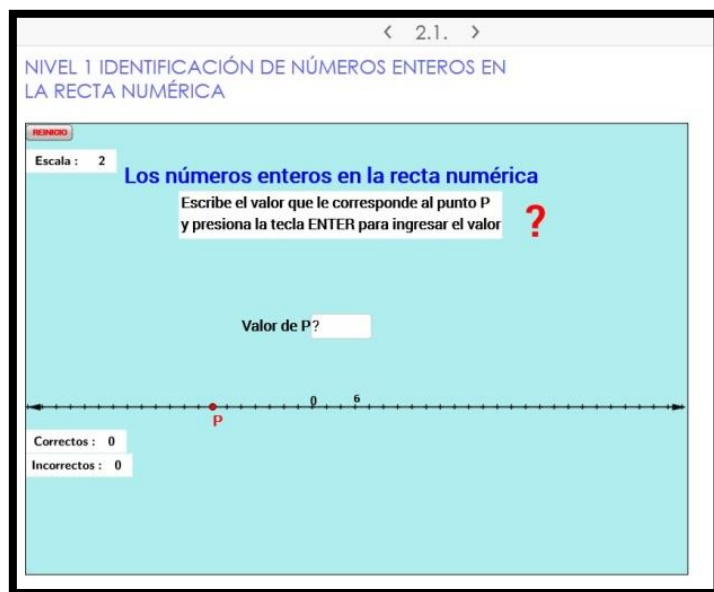 < 2.1. >
NIVEL 1 IDENTIFICACIÓN DE NÚMEROS ENTEROS EN
LA RECTA NUMÉRICA
REINICIO
Escala : 2
Los números enteros en la recta numérica
Escribe el valor que le corresponde al punto P
y presiona la tecla ENTER para ingresar el valor
?
Valor de P?
0 6
P
Correctos : 0
Incorrectos : 0